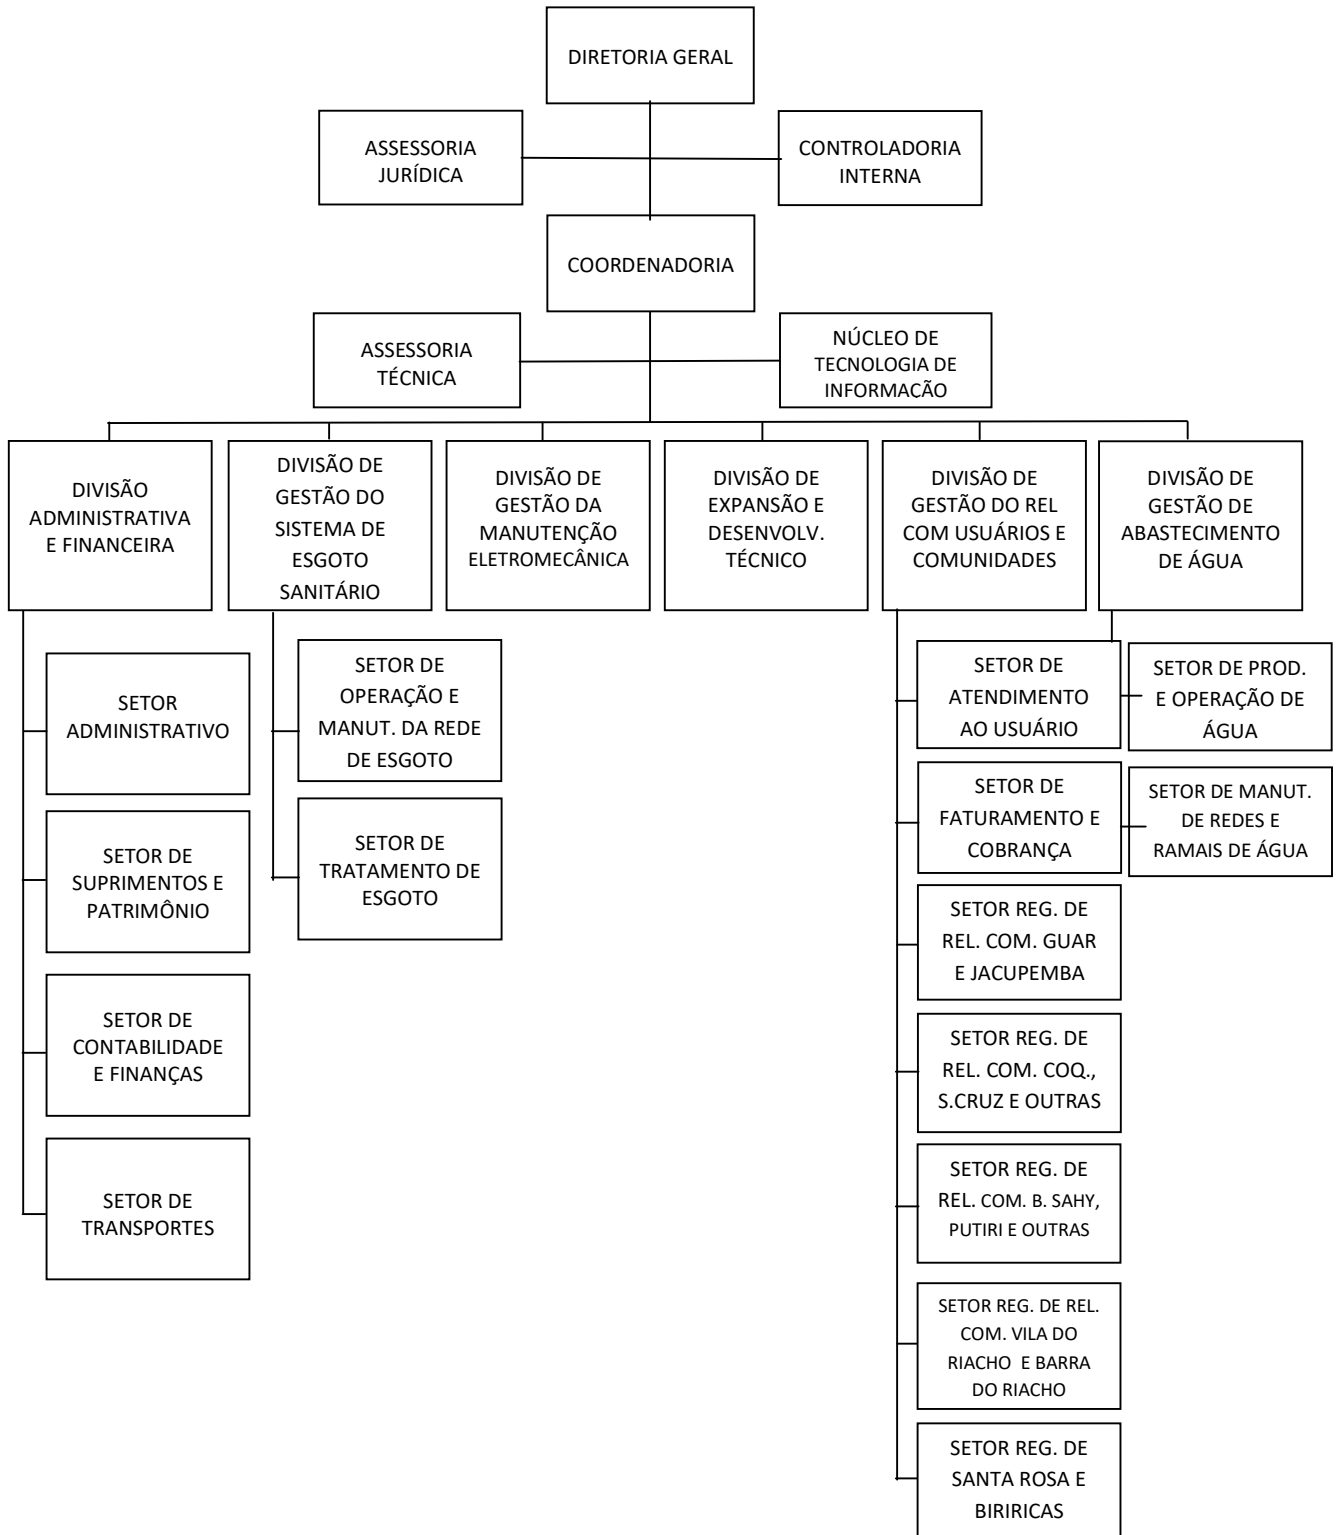 DIRETORIA GERAL
ASSESSORIA
JURÍDICA
CONTROLADORIA
INTERNA
COORDENADORIA
ASSESSORIA
TÉCNICA
NÚCLEO DE
TECNOLOGIA DE
INFORMAÇÃO
DIVISÃO
ADMINISTRATIVA
E FINANCEIRA
DIVISÃO DE
GESTÃO DO
SISTEMA DE
ESGOTO
SANITÁRIO
DIVISÃO DE
GESTÃO DA
MANUTENÇÃO
ELETROMECÂNICA
DIVISÃO DE
EXPANSÃO E
DESENVOLV.
TÉCNICO
DIVISÃO DE
GESTÃO DO REL
COM USUÁRIOS E
COMUNIDADES
DIVISÃO DE
GESTÃO DE
ABASTECIMENTO
DE ÁGUA
SETOR
ADMINISTRATIVO
SETOR DE
SUPRIMENTOS E
PATRIMÔNIO
SETOR DE
CONTABILIDADE
E FINANÇAS
SETOR DE
TRANSPORTES
SETOR DE
OPERAÇÃO E
MANUT. DA REDE
DE ESGOTO
SETOR DE
TRATAMENTO DE
ESGOTO
SETOR DE
ATENDIMENTO
AO USUÁRIO
SETOR DE
FATURAMENTO E
COBRANÇA
SETOR REG. DE
REL. COM. GUAR
E JACUPEMBA
SETOR REG. DE
REL. COM. COQ.,
S.CRUZ E OUTRAS
SETOR REG. DE
REL. COM. B. SAHY,
PUTIRI E OUTRAS
SETOR REG. DE REL.
COM. VILA DO
RIACHO E BARRA
DO RIACHO
SETOR REG. DE
SANTA ROSA E
BIRIRICAS
SETOR DE PROD.
E OPERAÇÃO DE
ÁGUA
SETOR DE MANUT.
DE REDES E
RAMAIS DE ÁGUA